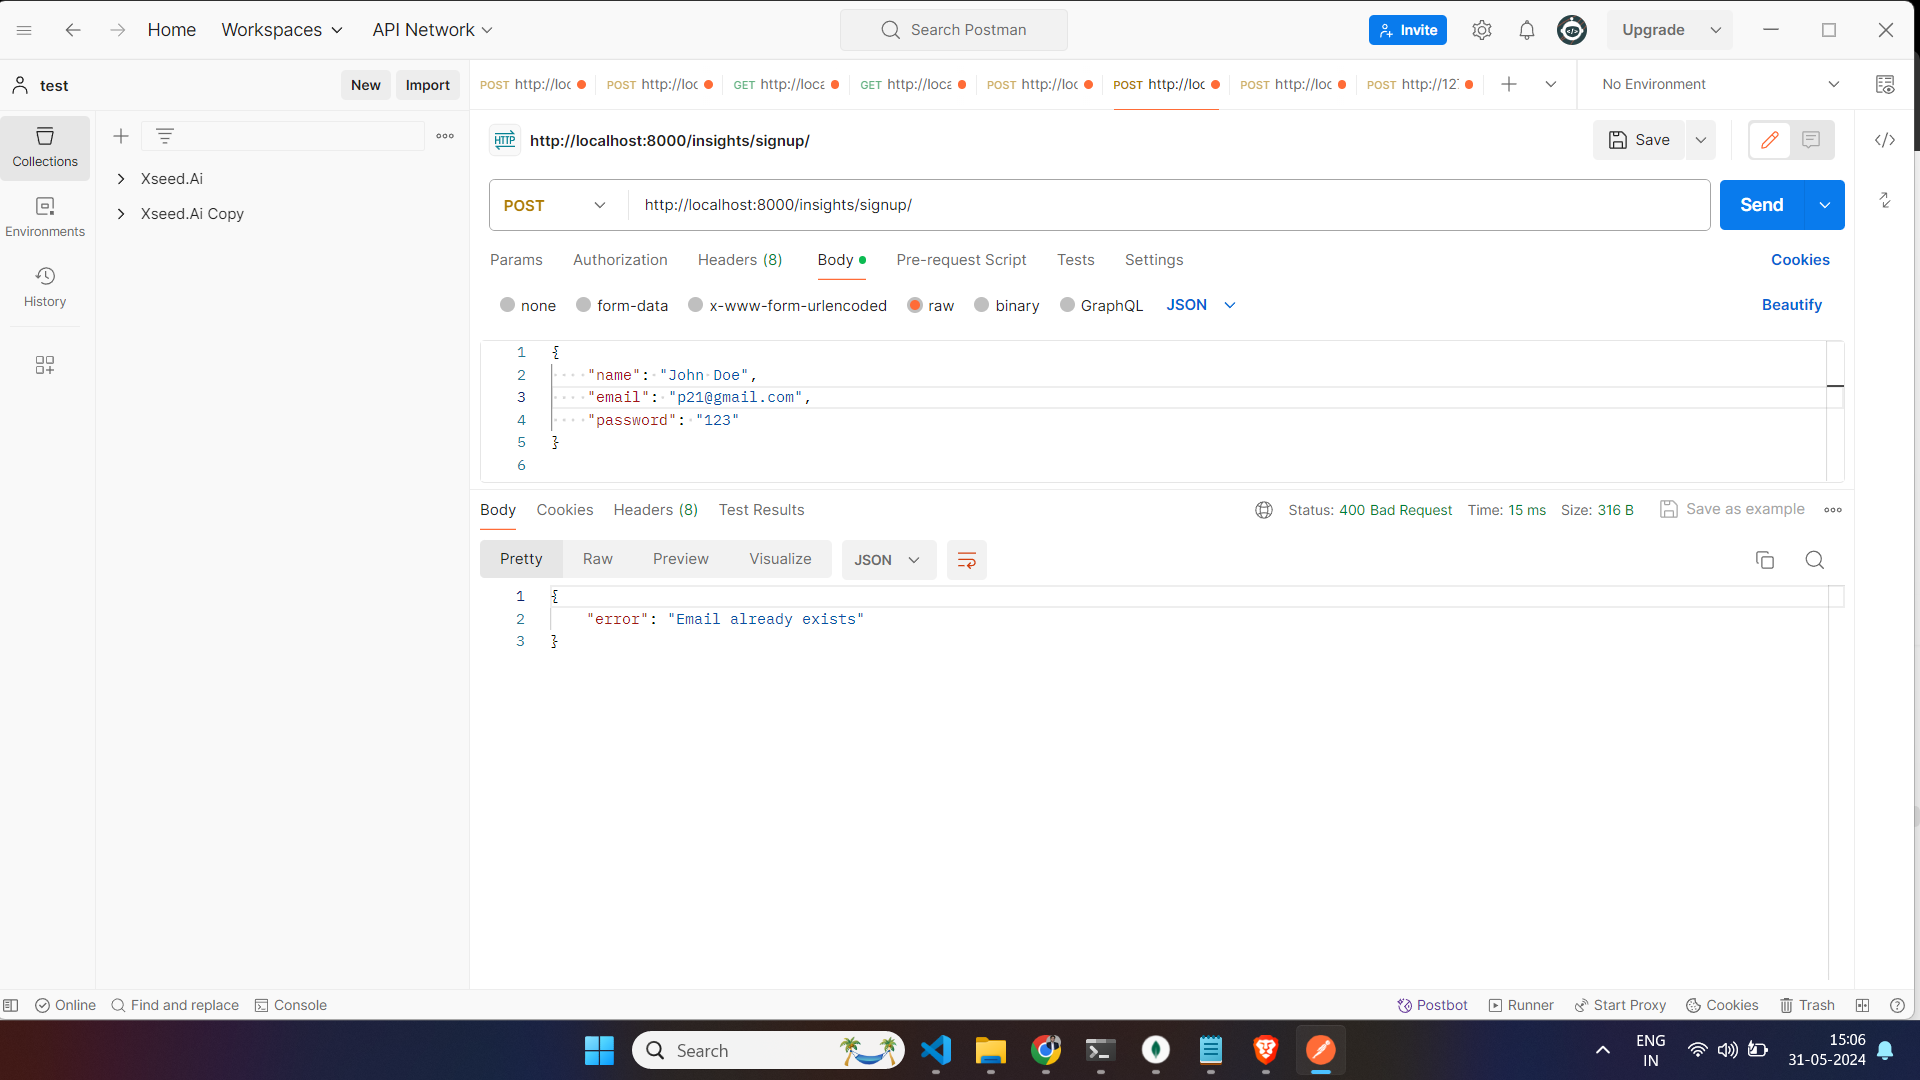 Home Workspaces API Network Search Postman Invite Upgrade
test New Import POST http://loc POST http://loc GET http://loca GET http://loca POST http://loc POST http://loc POST http://loc POST http://12 No Environment
Collections
Environments
History
Xseed.Ai
Xseed.Ai Copy
HTTP http://localhost:8000/insights/signup/ Save
POST http://localhost:8000/insights/signup/ Send
Params Authorization Headers (8) Body Pre-request Script Tests Settings Cookies
none form-data x-www-form-urlencoded raw binary GraphQL JSON Beautify
1 {
2 "name": "John Doe",
3 "email": "p21@gmail.com",
4 "password": "123"
5 }
6
Body Cookies Headers (8) Test Results Status: 400 Bad Request Time: 15 ms Size: 316 B Save as example
Pretty Raw Preview Visualize JSON
1 {
2 "error": "Email already exists"
3 }
Online Find and replace Console Postbot Runner Start Proxy Cookies Trash
Search ENG 15:06
IN 31-05-2024